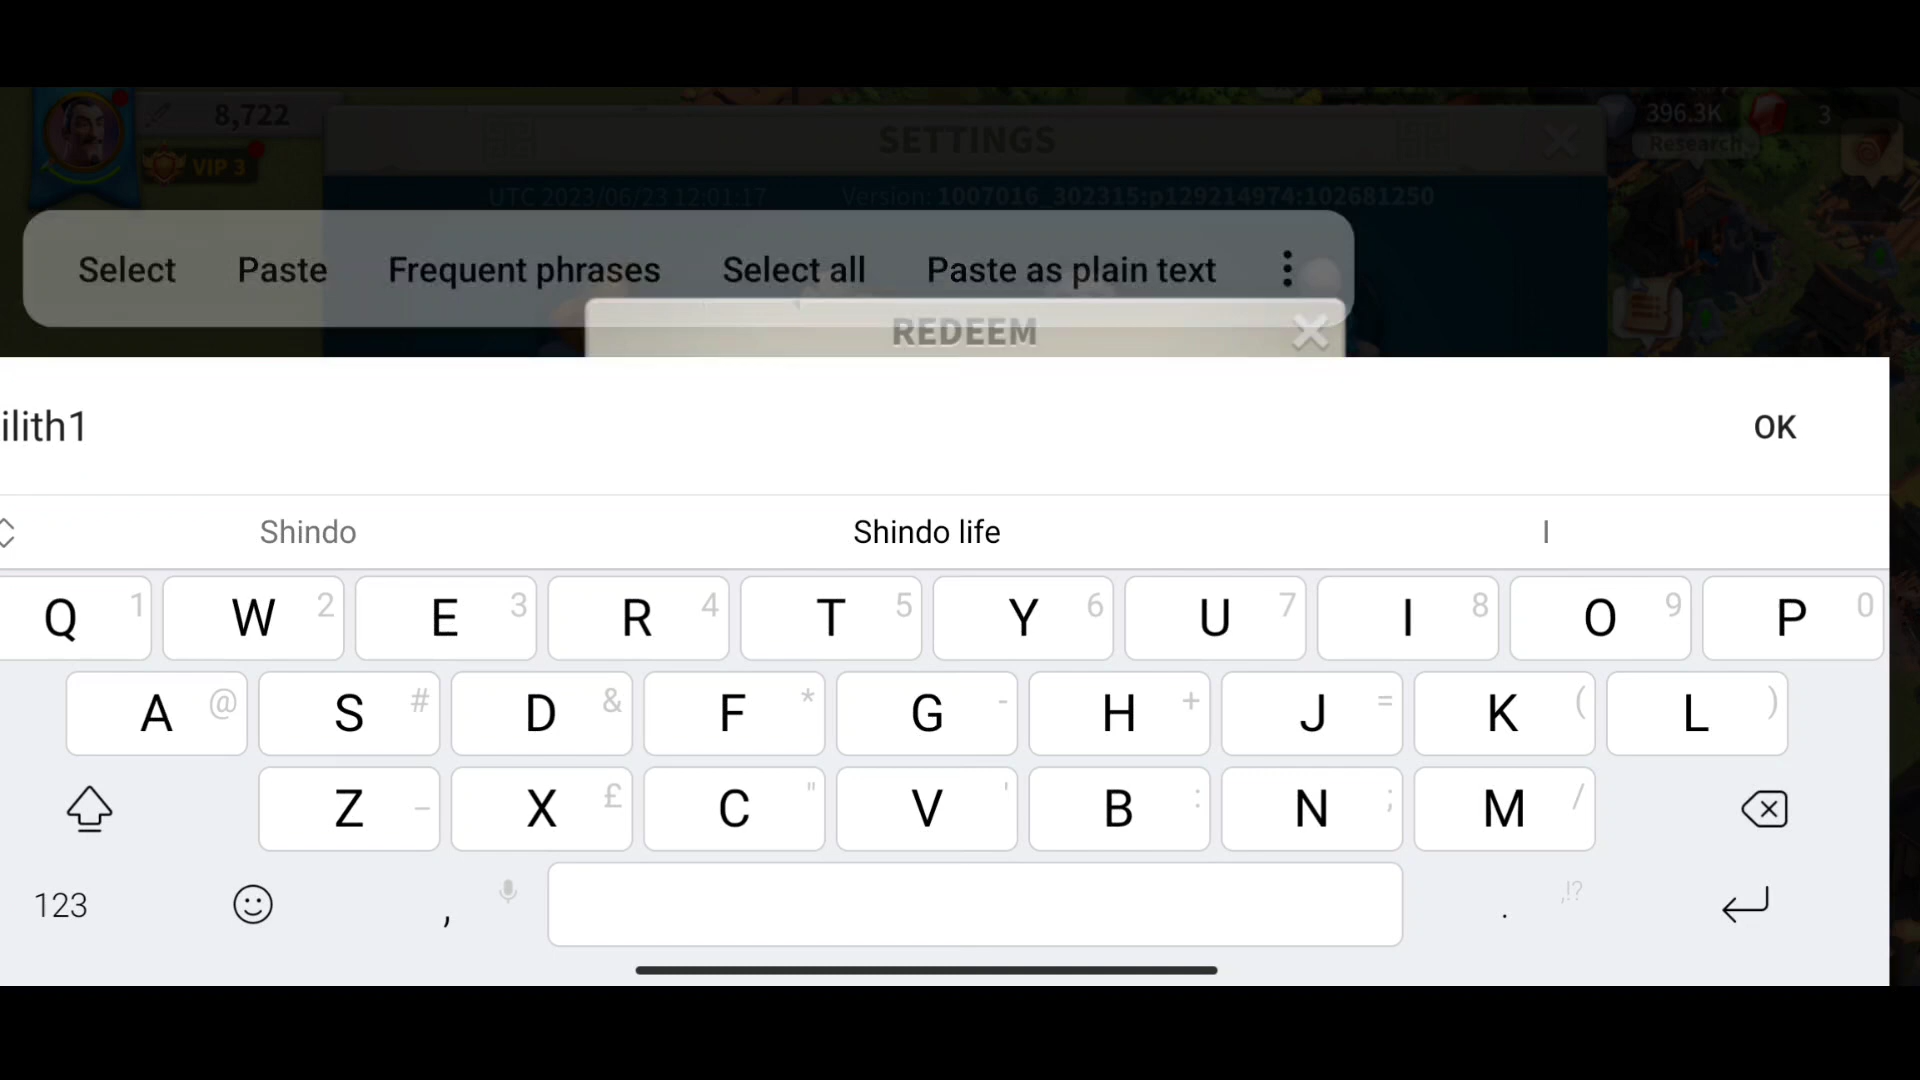 8,722
SETTINGS
396.3K
3
VIP 3
Research
UTC 2023/06/23 12:01:17 Version: 1007016_302315:p129214974:102681250
Select Paste Frequent phrases Select all Paste as plain text
REDEEM
ilith1 OK
Shindo Shindo life I
Q 1 W 2 E 3 R 4 T 5 Y 6 U 7 I 8 O 9 P 0
A @ S # D & F * G - H + J = K ( L )
Z _ X £ C " V ' B : N ; M /
123 , . ,!?